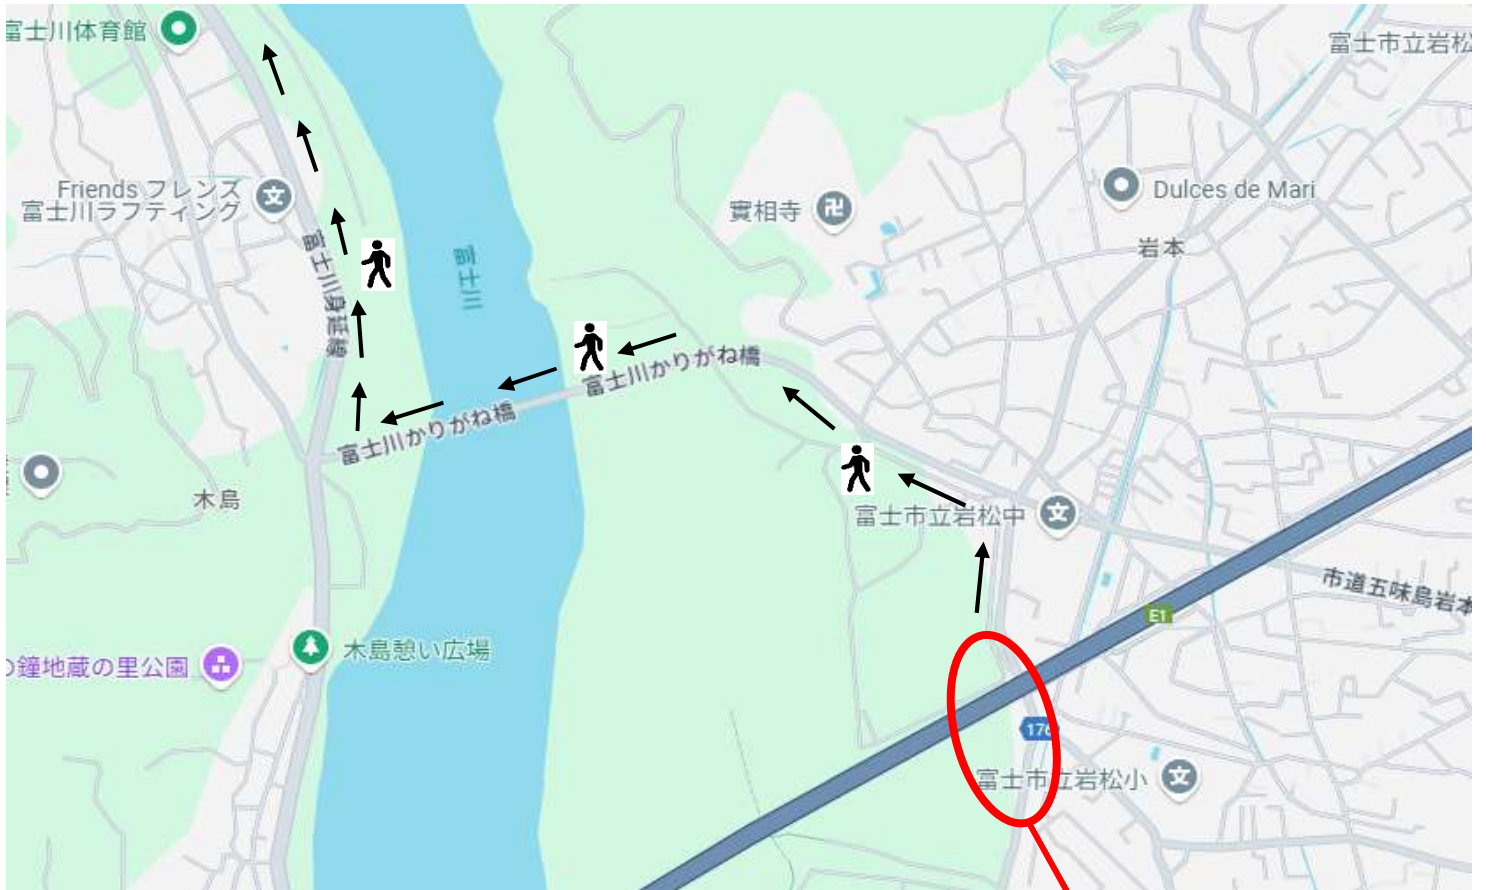 富士川体育館
富士市立岩松
Friends フレンズ
富士川ラフティング
Dulces de Mari
實相寺
岩本
富士川
富士川身延線
富士川かりがね橋
富士川かりがね橋
木島
富士市立岩松中
市道五味島岩本
E1
木島憩い広場
の鐘地蔵の里公園
176
富士市立岩松小